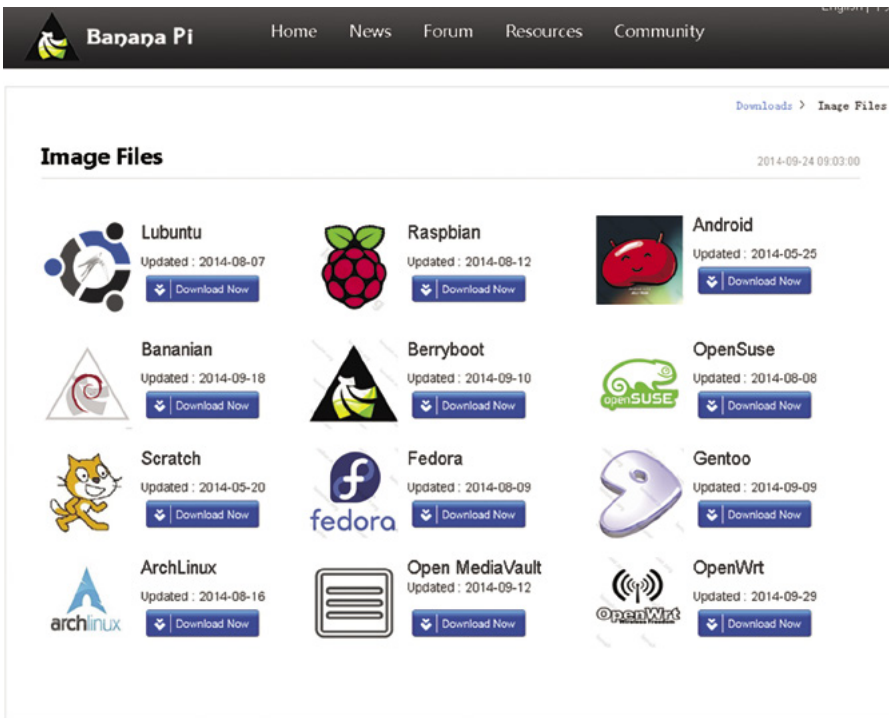 English
Banana Pi
Home News Forum Resources Community
Downloads > Image Files
Image Files
2014-09-24 09:03:00
Lubuntu
Updated : 2014-08-07
Download Now
Raspbian
Updated : 2014-08-12
Download Now
Android
Updated : 2014-05-25
Download Now
Bananian
Updated : 2014-09-18
Download Now
Berryboot
Updated : 2014-09-10
Download Now
openSUSE
OpenSuse
Updated : 2014-08-08
Download Now
Scratch
Updated : 2014-05-20
Download Now
fedora
Fedora
Updated : 2014-08-09
Download Now
Gentoo
Updated : 2014-09-09
Download Now
archlinux
ArchLinux
Updated : 2014-08-16
Download Now
Open MediaVault
Updated : 2014-09-12
Download Now
OpenWrt
Wireless Freedom
OpenWrt
Updated : 2014-09-29
Download Now